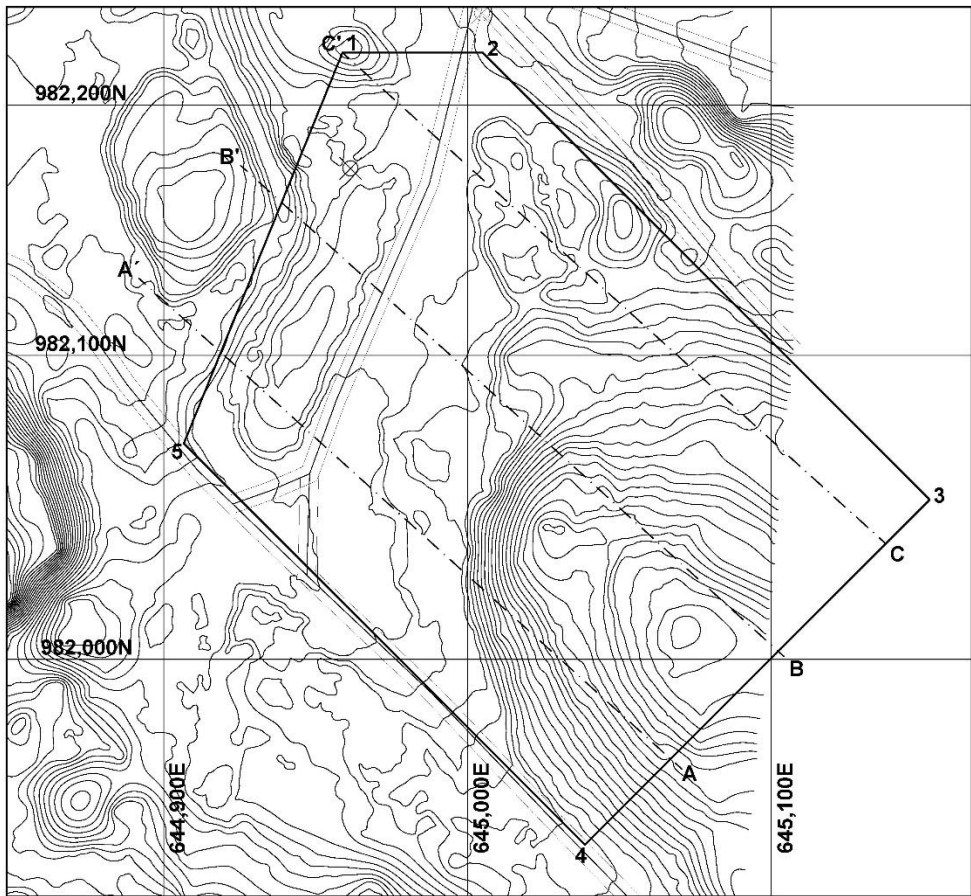 C' 1
2
982,200N
B'
A'
982,100N
5
3
C
982,000N
B
A
644,900E
645,000E
645,100E
4